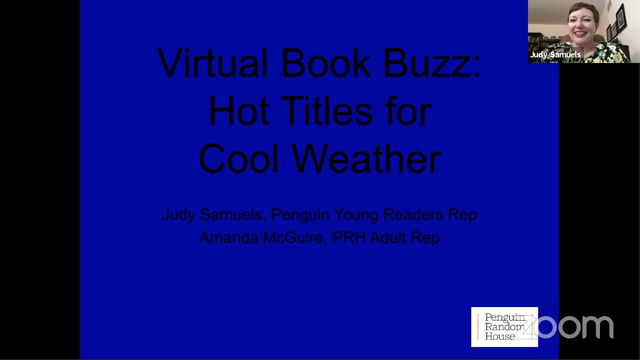 Virtual Book Buzz:
Hot Titles for
Cool Weather
Judy Samuels, Penguin Young Readers Rep
Amanda McGuire, PRH Adult Rep
Judy Samuels
Penguin
Random
House
zoom